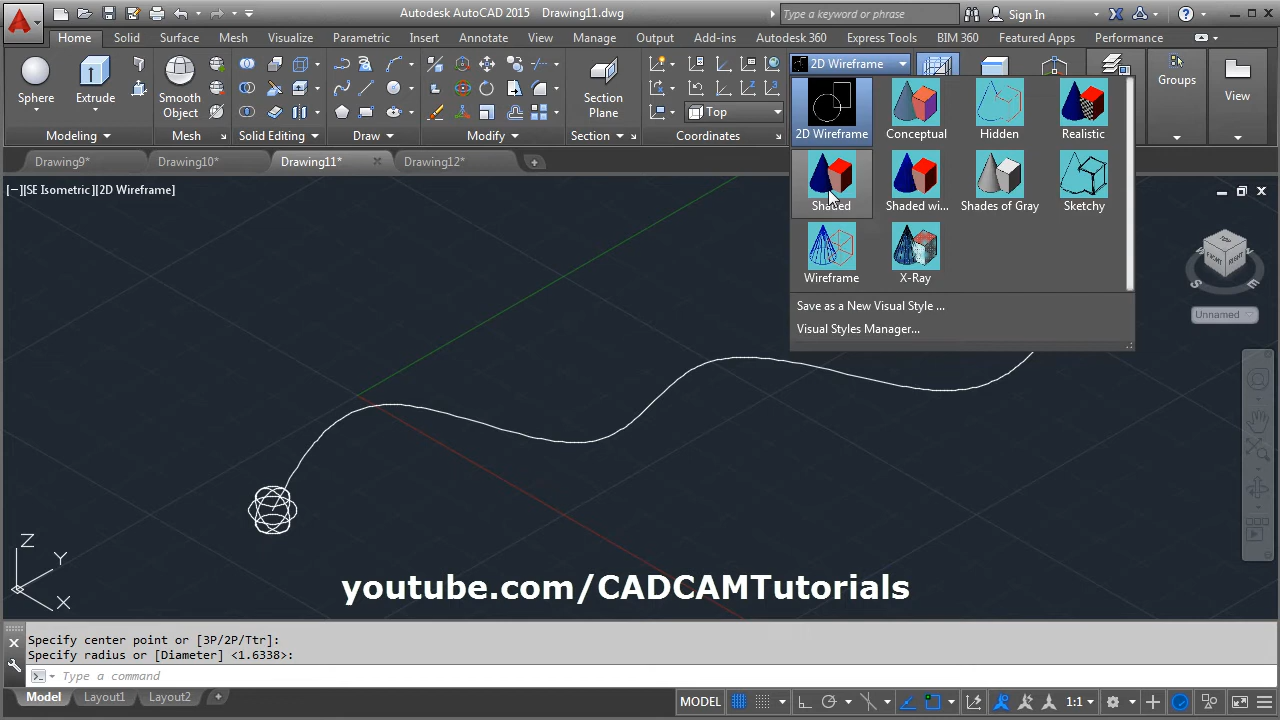 Autodesk AutoCAD 2015 Drawing11.dwg
Type a keyword or phrase
Sign In
Home Solid Surface Mesh Visualize Parametric Insert Annotate View Manage Output Add-ins Autodesk 360 Express Tools BIM 360 Featured Apps Performance
2D Wireframe
Sphere Extrude Smooth Object Section Plane Top Groups View
Modeling Mesh Solid Editing Draw Modify Section Coordinates
2D Wireframe Conceptual Hidden Realistic
Shaded Shaded wi... Shades of Gray Sketchy
Wireframe X-Ray
Save as a New Visual Style ...
Visual Styles Manager...
Drawing9* Drawing10* Drawing11* Drawing12*
[−][SE Isometric][2D Wireframe]
TOP
FRONT RIGHT
S E
Unnamed
Z
Y
X
youtube.com/CADCAMTutorials
Specify center point or [3P/2P/Ttr]:
Specify radius or [Diameter] <1.6338>:
Type a command
Model Layout1 Layout2 MODEL 1:1